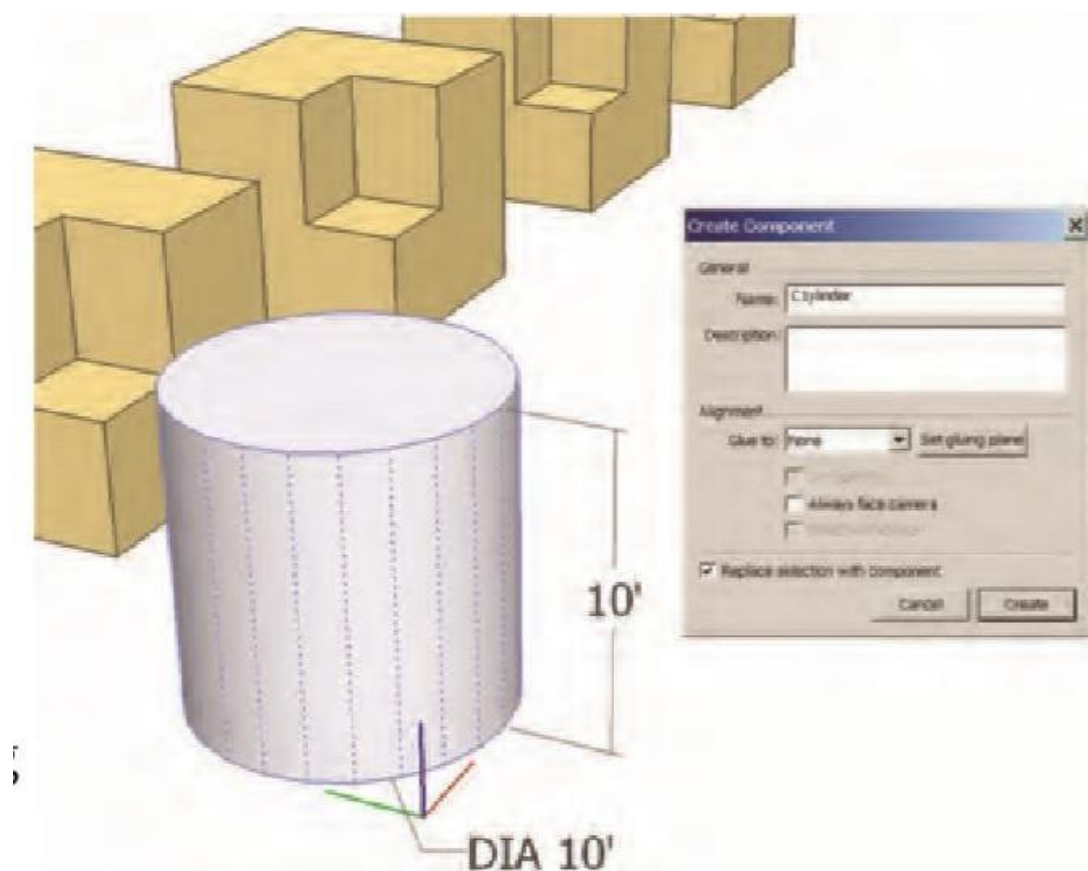 Create Component
General
Name: Ciylinder
Description:
Alignment
Glue to: None Set gluing plane
Always face camera
Replace selection with component
Cancel Create
10'
DIA 10'